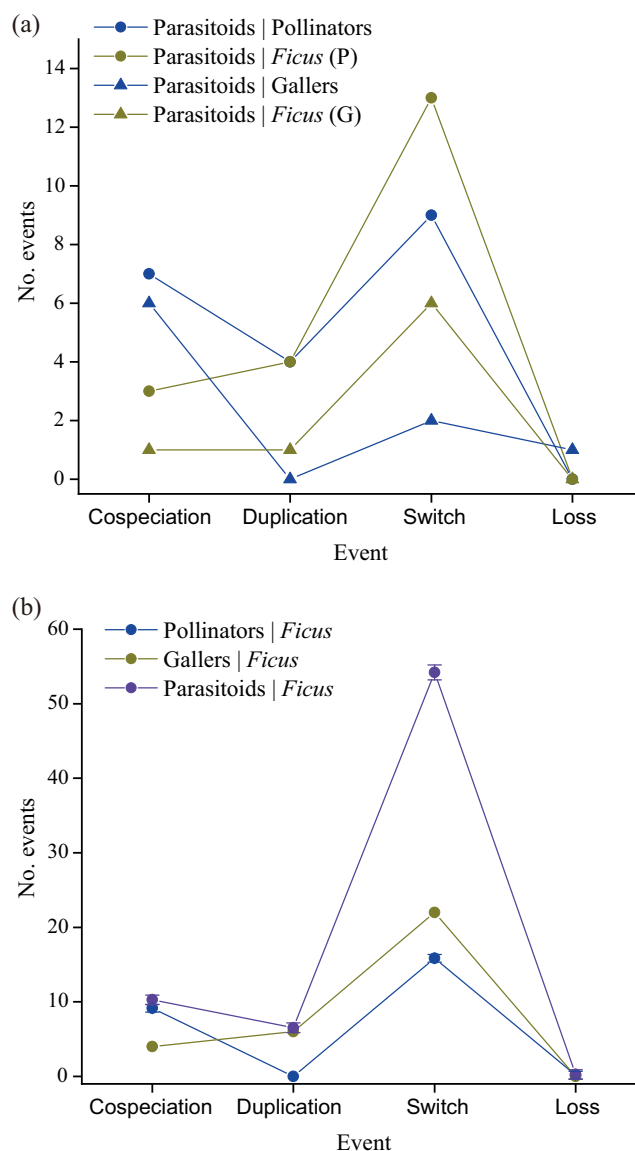 (a)
Parasitoids | Pollinators
Parasitoids | Ficus (P)
Parasitoids | Gallers
Parasitoids | Ficus (G)
14
12
10
8
6
4
2
0
No. events
Cospeciation Duplication Switch Loss
Event
(b)
Pollinators | Ficus
Gallers | Ficus
Parasitoids | Ficus
60
50
40
30
20
10
0
No. events
Cospeciation Duplication Switch Loss
Event